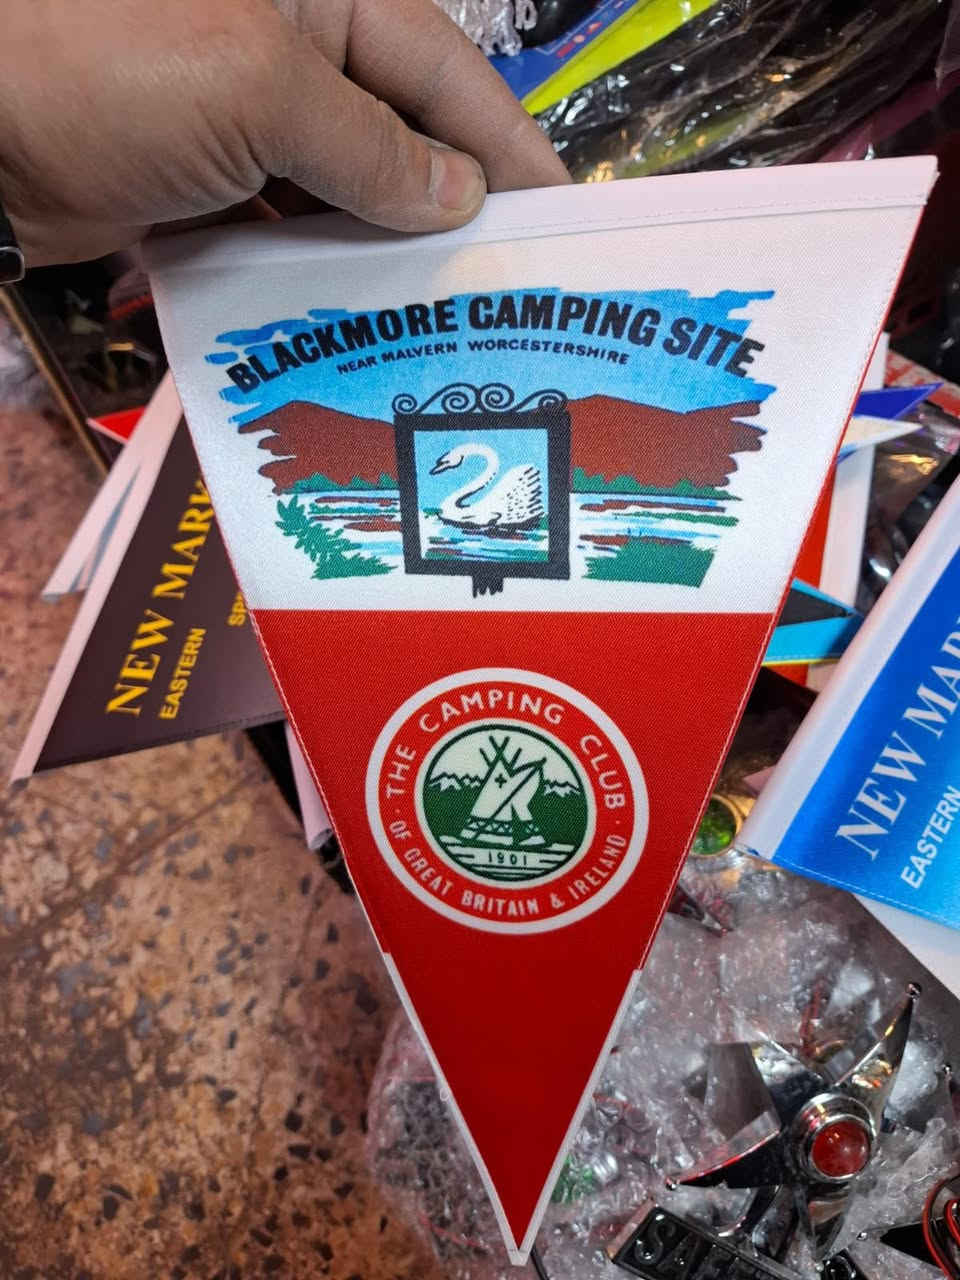 BLACKMORE CAMPING SITE
NEAR MALVERN WORCESTERSHIRE
THE CAMPING CLUB
· OF GREAT BRITAIN & IRELAND ·
1901
NEW MARK
EASTERN
SP
NEW MAR
EASTERN